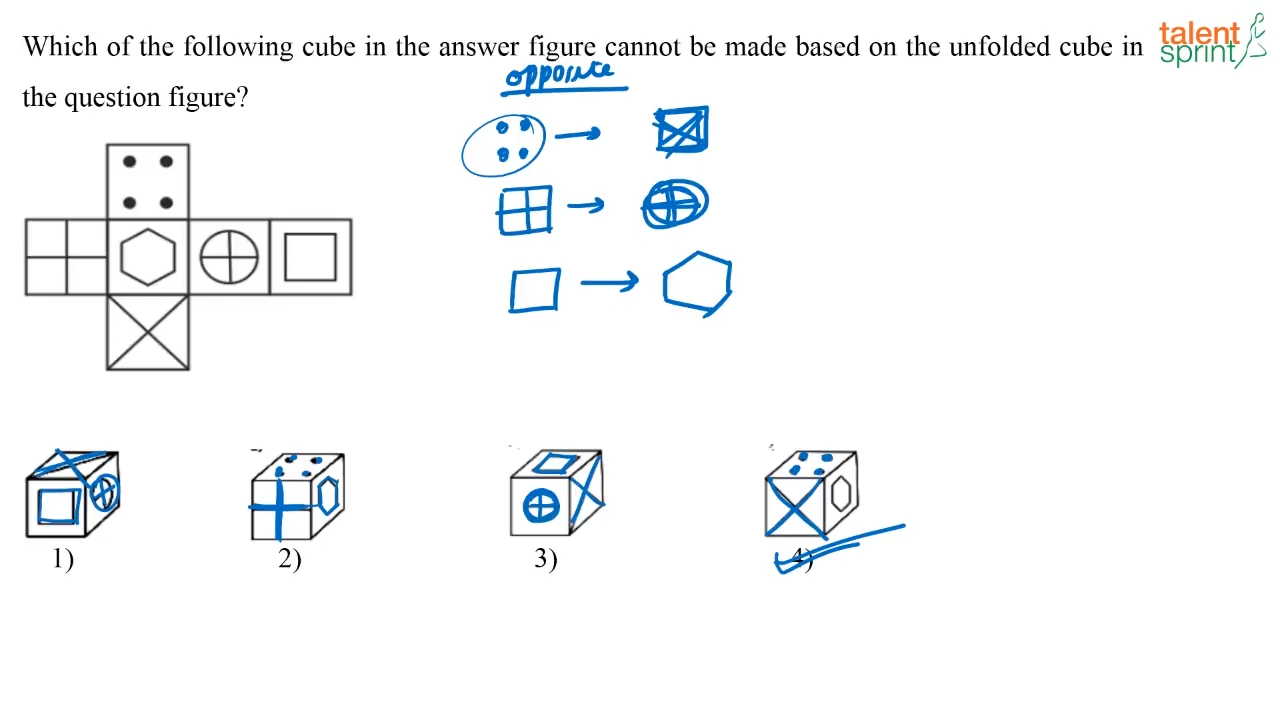 Which of the following cube in the answer figure cannot be made based on the unfolded cube in
the question figure?
talent
sprint
opposite
1)
2)
3)
4)